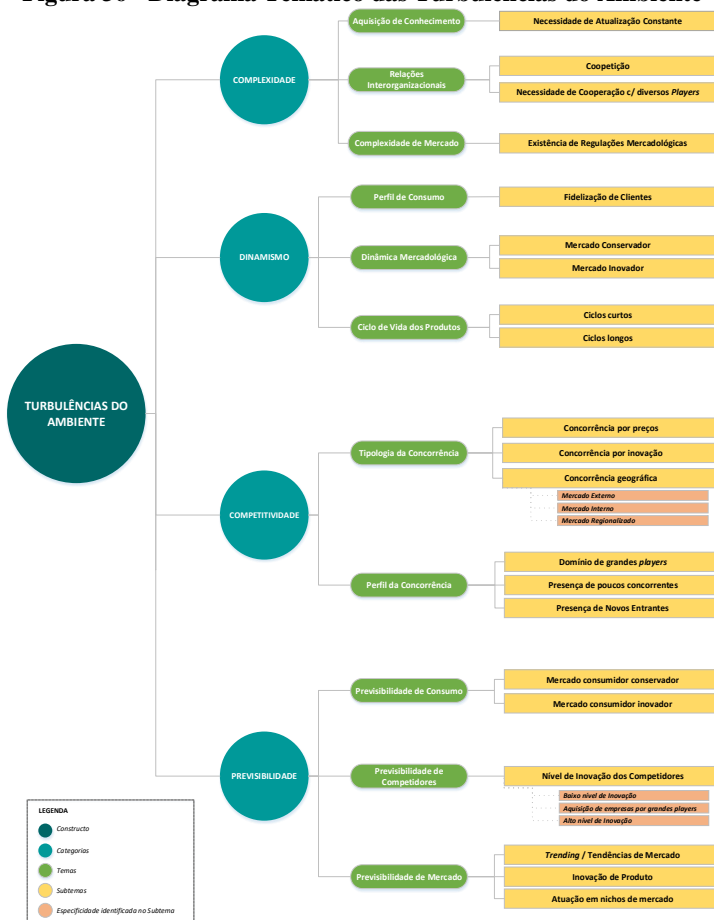 Figura 30 - Diagrama Temático das Turbulências do Ambiente
Aquisição de Conhecimento
Necessidade de Atualização Constante
COMPLEXIDADE
Relações
Interorganizacionais
Coopetição
Necessidade de Cooperação c/ diversos Players
Complexidade de Mercado
Existência de Regulações Mercadológicas
DINAMISMO
Perfil de Consumo
Fidelização de Clientes
Dinâmica Mercadológica
Mercado Conservador
Mercado Inovador
Ciclo de Vida dos Produtos
Ciclos curtos
Ciclos longos
TURBULÊNCIAS DO
AMBIENTE
COMPETITIVIDADE
Tipologia da Concorrência
Concorrência por preços
Concorrência por inovação
Concorrência geográfica
Mercado Externo
Mercado Interno
Mercado Regionalizado
Perfil da Concorrência
Domínio de grandes players
Presença de poucos concorrentes
Presença de Novos Entrantes
PREVISIBILIDADE
Previsibilidade de Consumo
Mercado consumidor conservador
Mercado consumidor inovador
Previsibilidade de
Competidores
Nível de Inovação dos Competidores
Baixo nível de Inovação
Aquisição de empresas por grandes players
Alto nível de Inovação
Previsibilidade de Mercado
Trending / Tendências de Mercado
Inovação de Produto
Atuação em nichos de mercado
LEGENDA
Constructo
Categorias
Temas
Subtemas
Especificidade identificada no Subtema